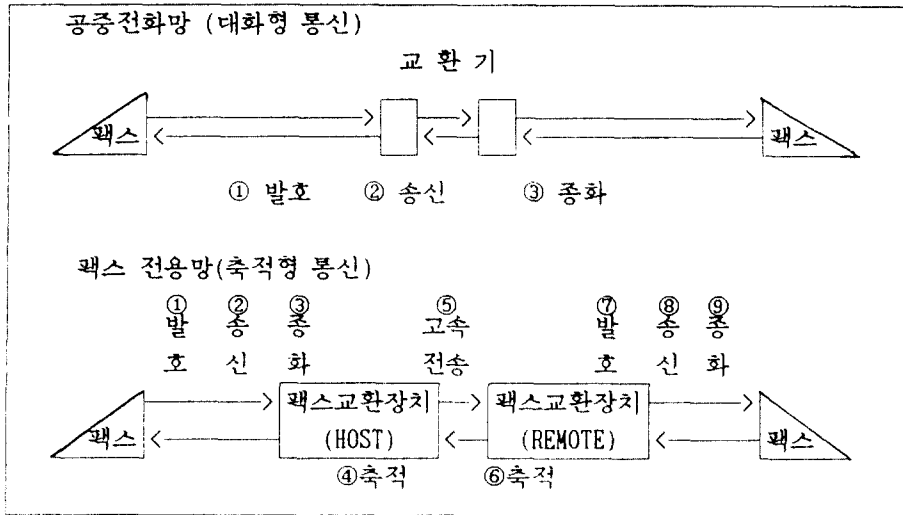 공중전화망 (대화형 통신)
교 환 기
팩스 팩스
① 발호 ② 송신 ③ 종화
팩스 전용망(축적형 통신)
① ② ③ ⑤ ⑦ ⑧ ⑨
발 송 종 고속 발 송 종
호 신 화 전송 호 신 화
팩스교환장치 팩스교환장치
팩스 (HOST) (REMOTE) 팩스
④축적 ⑥축적